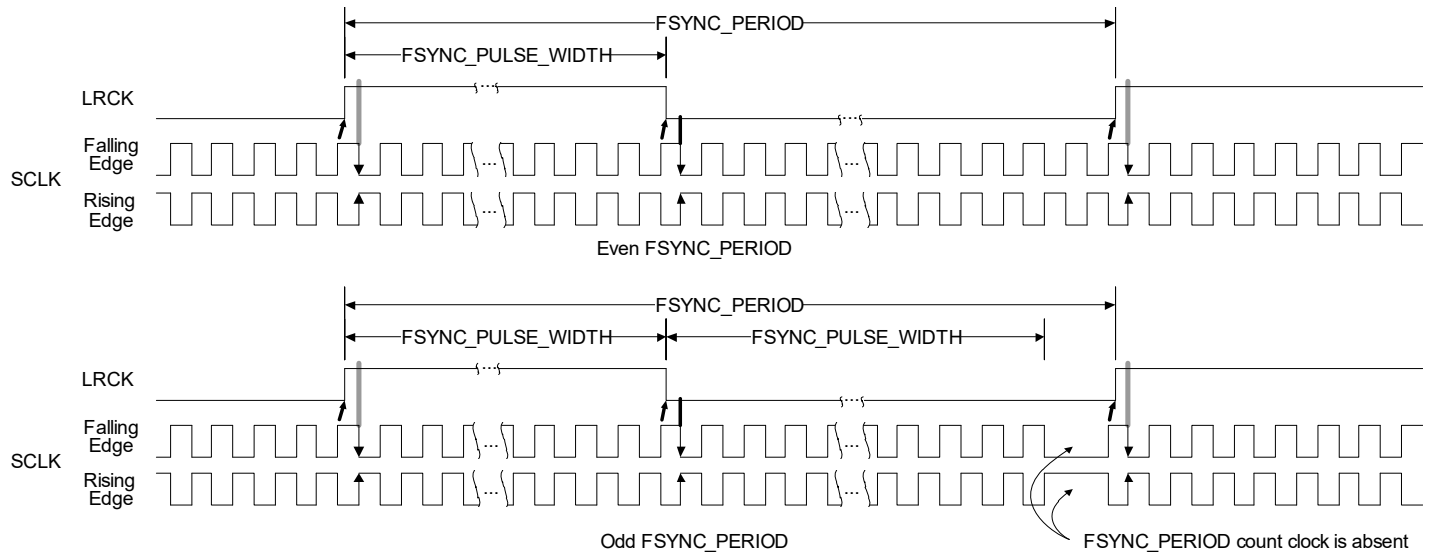 FSYNC_PERIOD
FSYNC_PULSE_WIDTH
LRCK
...
...
Falling
Edge
SCLK
...
...
Rising
Edge
...
...
Even FSYNC_PERIOD
FSYNC_PERIOD
FSYNC_PULSE_WIDTH FSYNC_PULSE_WIDTH
LRCK
...
...
Falling
Edge
SCLK
...
...
Rising
Edge
...
...
Odd FSYNC_PERIOD
FSYNC_PERIOD count clock is absent